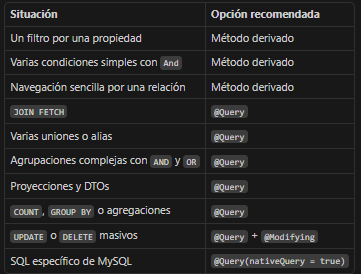 Situación Opción recomendada
Un filtro por una propiedad Método derivado
Varias condiciones simples con And Método derivado
Navegación sencilla por una relación Método derivado
JOIN FETCH @Query
Varias uniones o alias @Query
Agrupaciones complejas con AND y OR @Query
Proyecciones y DTOs @Query
COUNT, GROUP BY o agregaciones @Query
UPDATE o DELETE masivos @Query + @Modifying
SQL específico de MySQL @Query(nativeQuery = true)